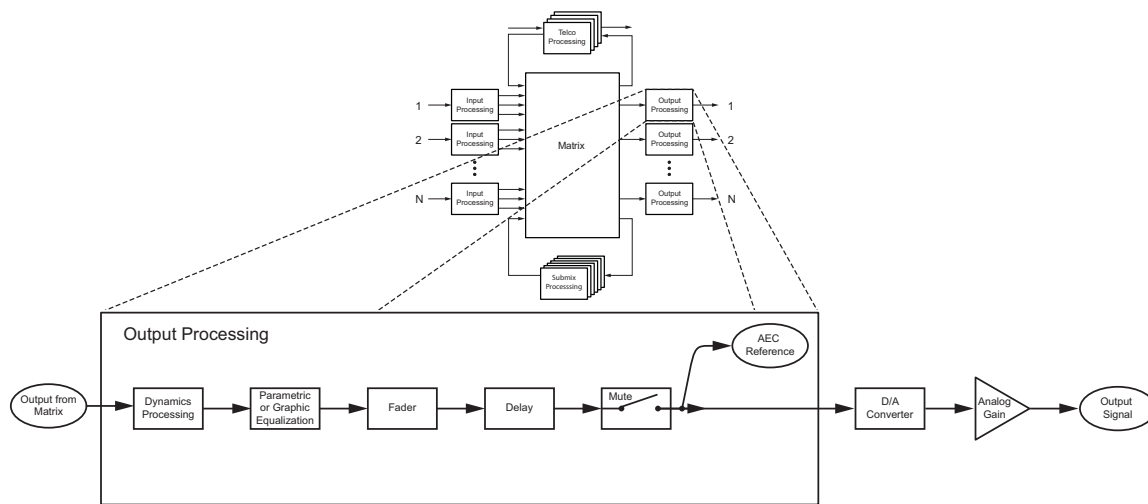 Telco
Processing
1
Input
Processing
2
Input
Processing
N
Input
Processing
Matrix
Output
Processing
1
Output
Processing
2
Output
Processing
N
Submix
Processsing
Output Processing
AEC
Reference
Output from
Matrix
Dynamics
Processing
Parametric
or Graphic
Equalization
Fader
Delay
Mute
D/A
Converter
Analog
Gain
Output
Signal